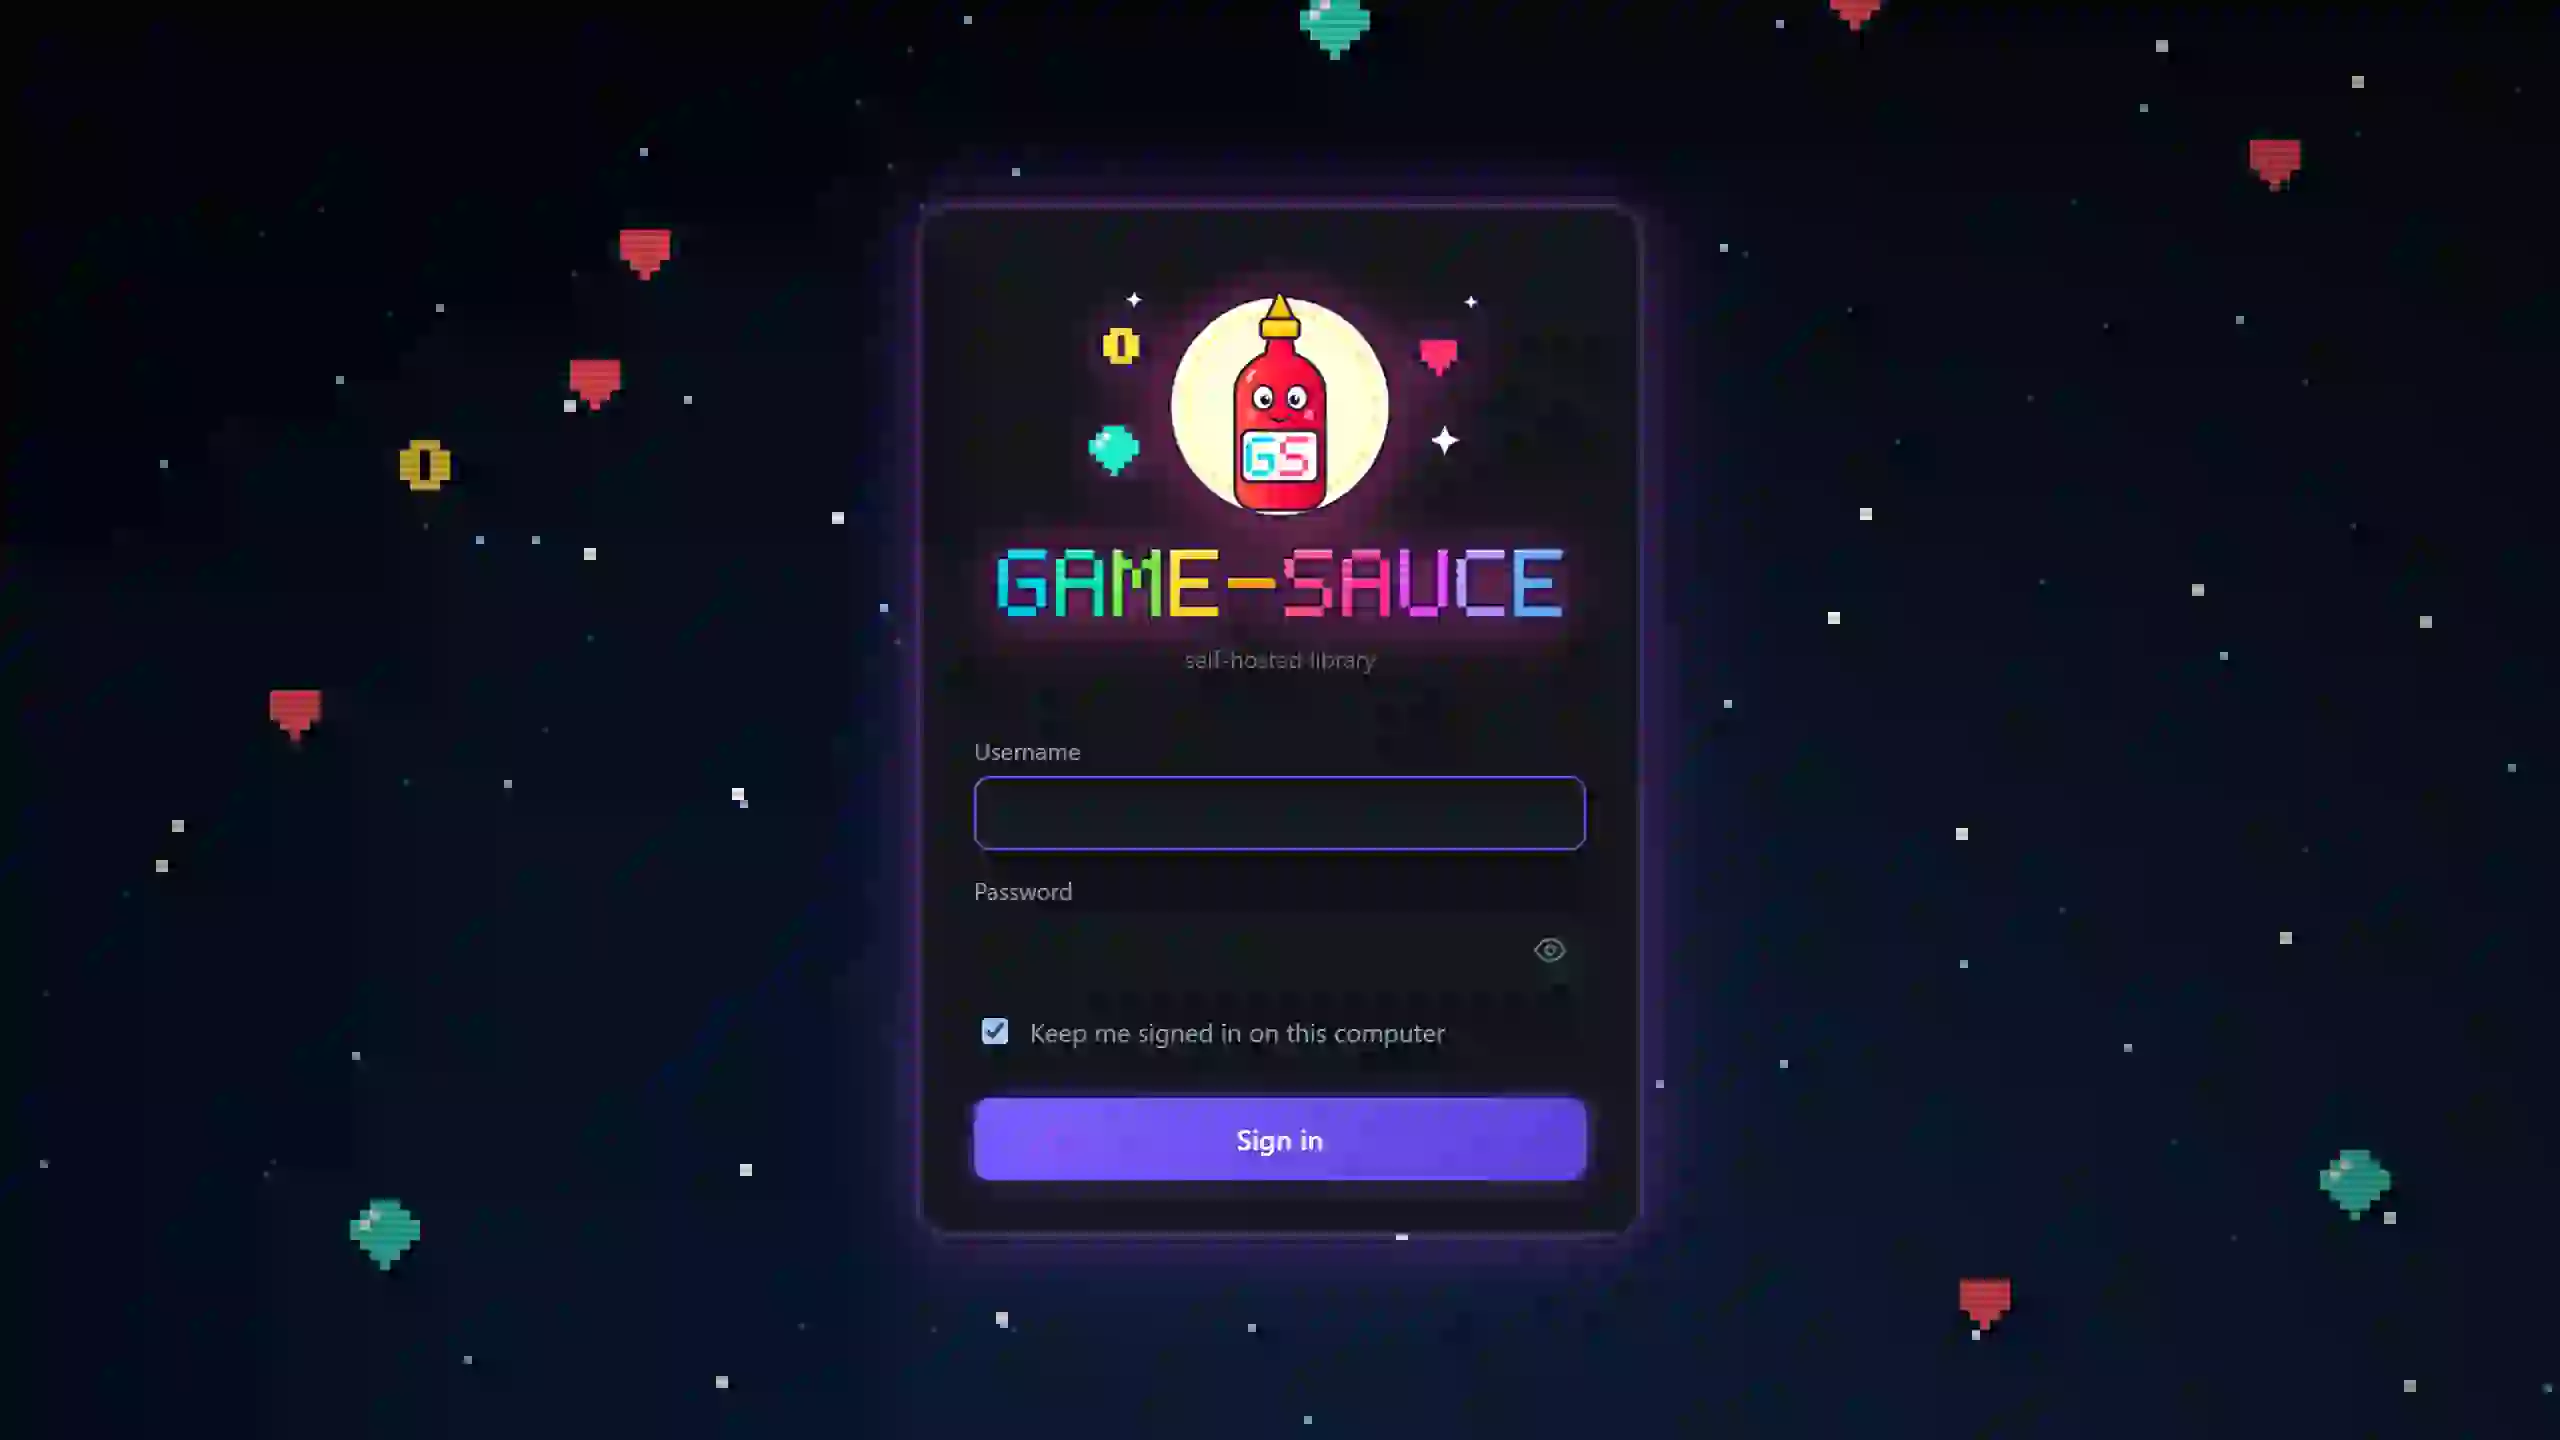 GS
GAME-SAUCE
self-hosted library
Username
Password
Keep me signed in on this computer
Sign in